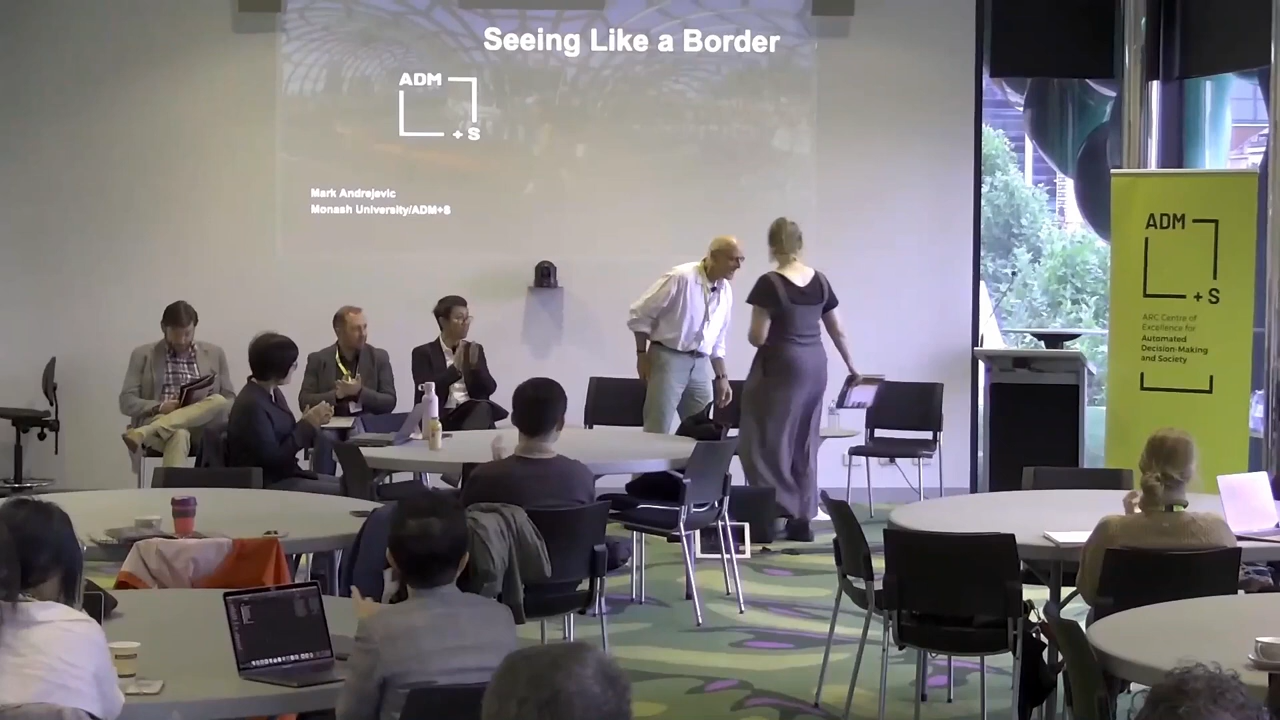 Seeing Like a Border
ADM
+ S
Mark Andrejevic
Monash University/ADM+S
ADM
+ S
ARC Centre of
Excellence for
Automated
Decision-Making
and Society